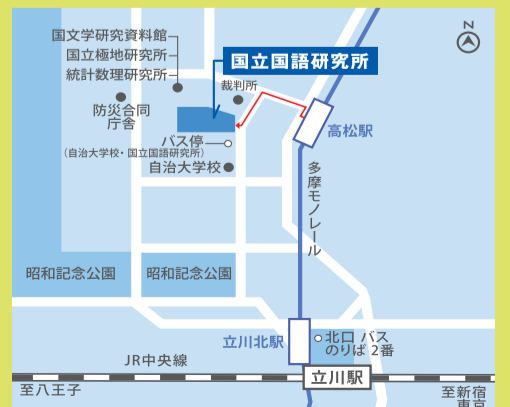 国文学研究資料館
国立極地研究所
統計数理研究所
国立国語研究所
N
裁判所
防災合同
庁舎
高松駅
バス停
(自治大学校・国立国語研究所)
自治大学校
多摩モノレール
昭和記念公園
昭和記念公園
立川北駅
北口 バス
のりば 2番
JR中央線
立川駅
至八王子
至新宿
東京